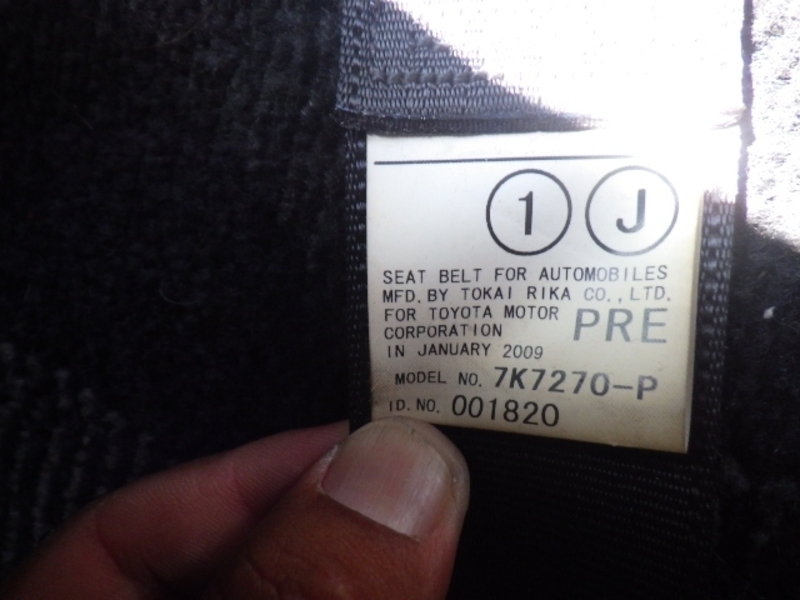 1 J
SEAT BELT FOR AUTOMOBILES
MFD. BY TOKAI RIKA CO., LTD.
FOR TOYOTA MOTOR
CORPORATION PRE
IN JANUARY 2009
MODEL NO. 7K7270-P
ID. NO. 001820